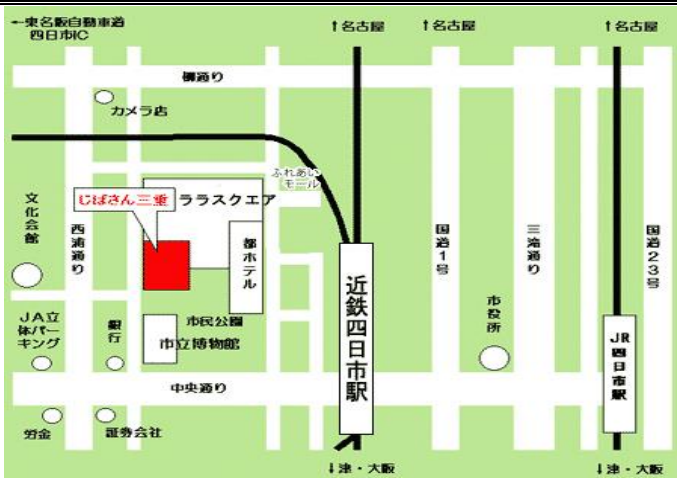 ←東名阪自動車道
四日市IC
↑名古屋
↑名古屋
↑名古屋
柳通り
カメラ店
ふれあい
モール
じばさん三重
ララスクエア
文化会館
西浦通り
都ホテル
国道1号
三滝通り
国道23号
近鉄四日市駅
市役所
JA立
体パー
キング
銀行
市民公園
市立博物館
JR四日市駅
中央通り
労金
証券会社
↓津・大阪
↓津・大阪